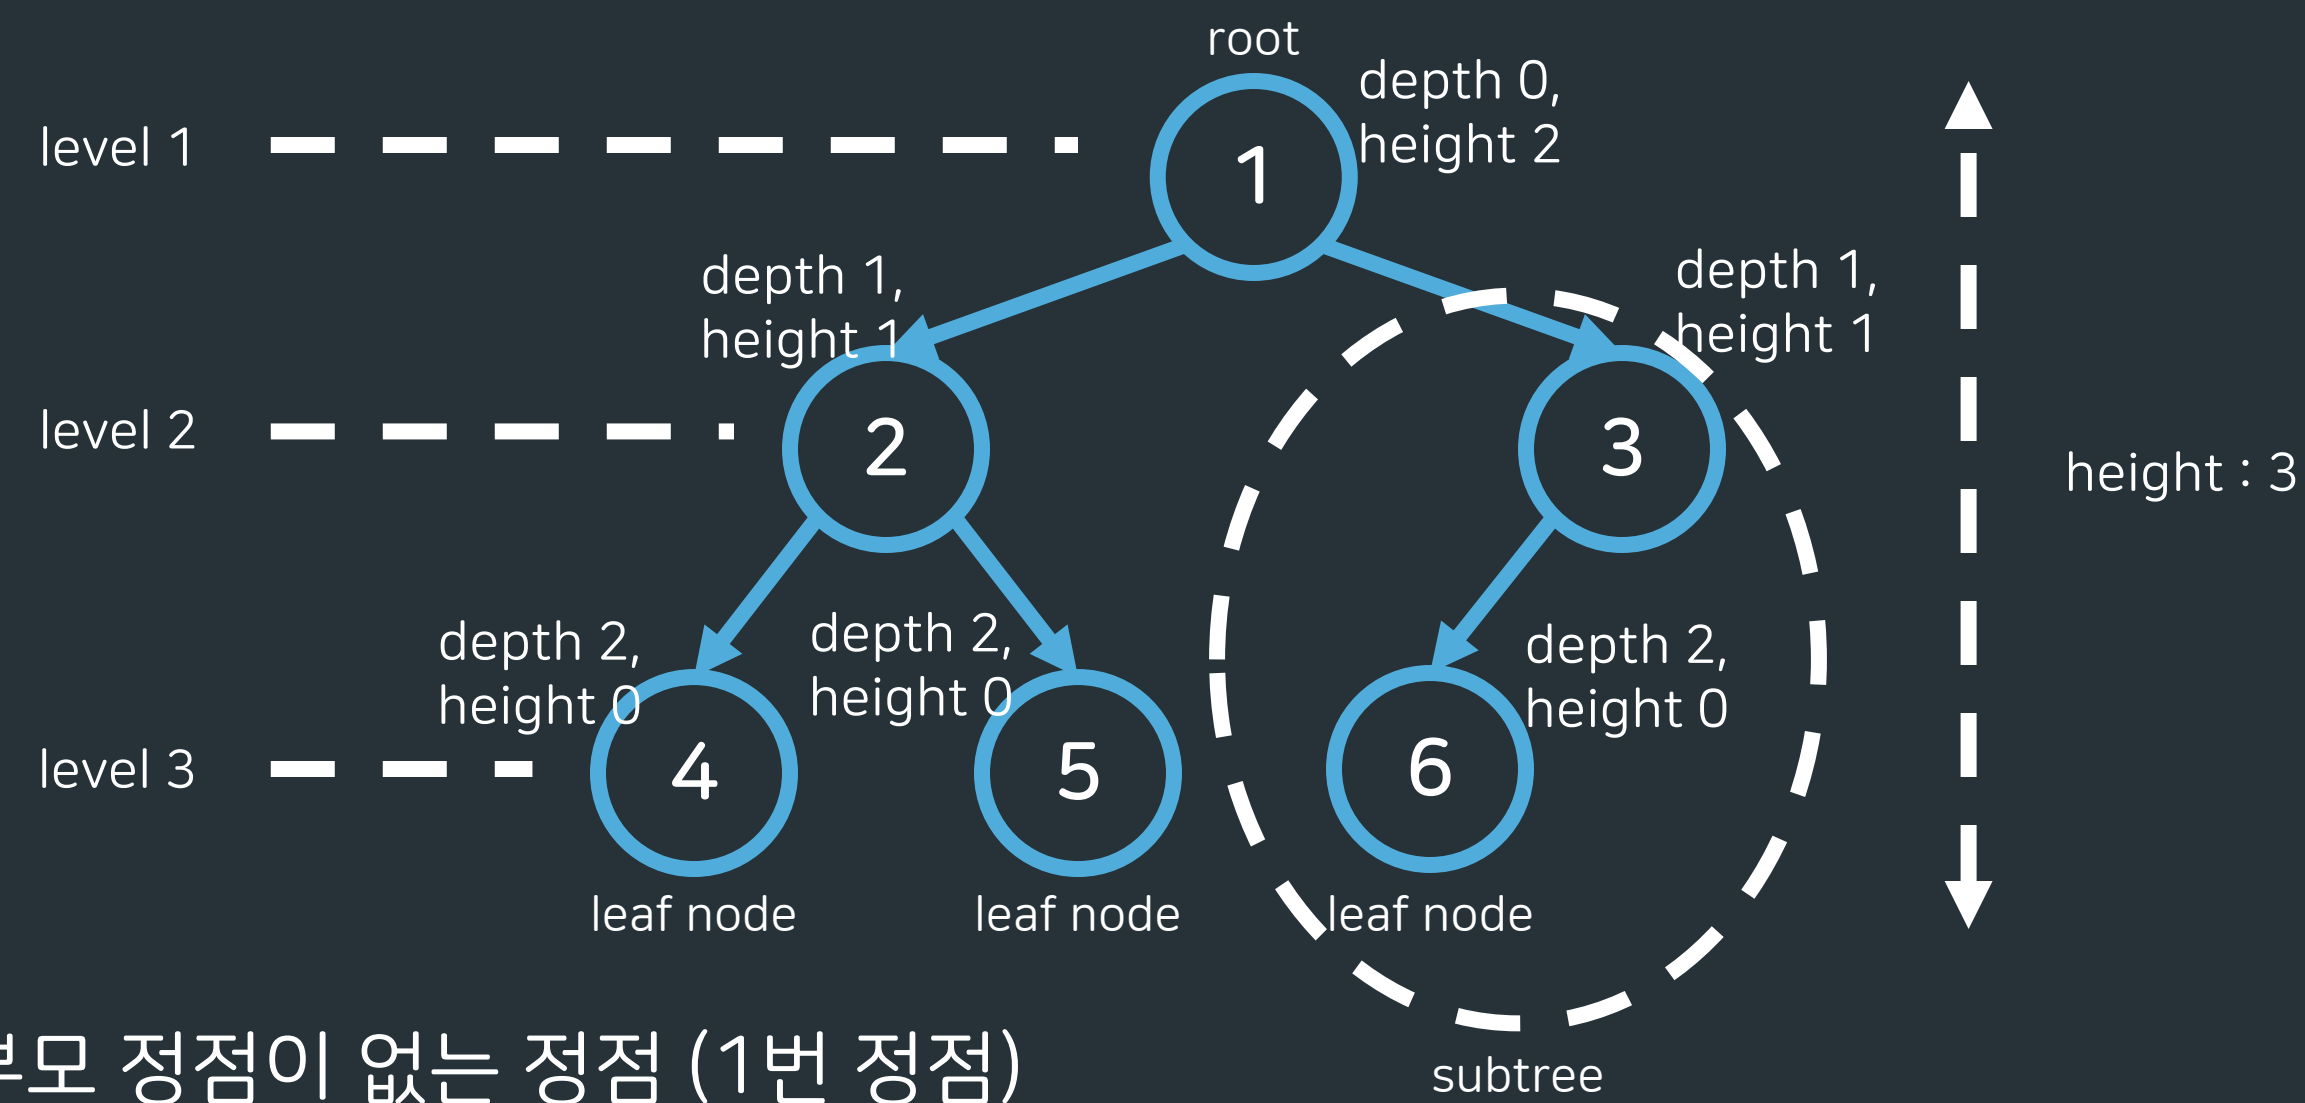 root
depth 0,
height 2
level 1
1
depth 1,
height 1
depth 1,
height 1
level 2
2
3
height : 3
depth 2,
height 0
depth 2,
height 0
depth 2,
height 0
level 3
4
5
6
leaf node
leaf node
leaf node
부모 정점이 없는 정점 (1번 정점)
subtree